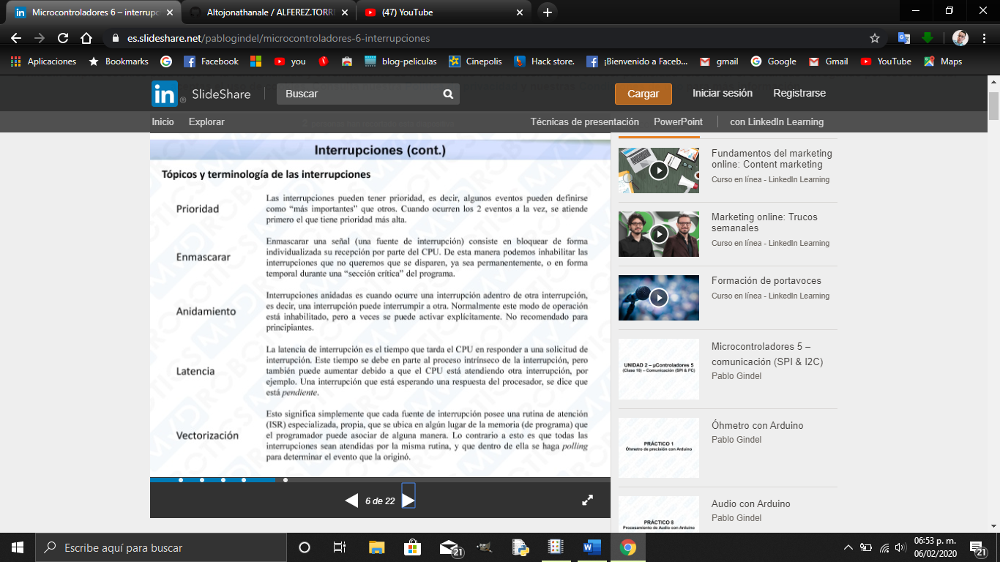 Microcontroladores 6 – interrupc
Altojonathanale / ALFEREZ.TORRE
(47) YouTube
es.slideshare.net/pablogindel/microcontroladores-6-interrupciones
Aplicaciones
Bookmarks
Facebook
you
blog-peliculas
Cinepolis
Hack store.
¡Bienvenido a Faceb...
gmail
Google
Gmail
YouTube
Maps
in SlideShare
Buscar
Cargar
Iniciar sesión
Registrarse
Inicio
Explorar
Técnicas de presentación
PowerPoint
con LinkedIn Learning
Interrupciones (cont.)
Tópicos y terminología de las interrupciones
Prioridad
Las interrupciones pueden tener prioridad, es decir, algunos eventos pueden definirse
como “más importantes” que otros. Cuando ocurren los 2 eventos a la vez, se atiende
primero el que tiene prioridad más alta.
Enmascarar
Enmascarar una señal (una fuente de interrupción) consiste en bloquear de forma
individualizada su recepción por parte del CPU. De esta manera podemos inhabilitar las
interrupciones que no queremos que se disparen, ya sea permanentemente, o en forma
temporal durante una “sección crítica” del programa.
Anidamiento
Interrupciones anidadas es cuando ocurre una interrupción adentro de otra interrupción,
es decir, una interrupción puede interrumpir a otra. Normalmente este modo de operación
está inhabilitado, pero a veces se puede activar explícitamente. No recomendado para
principiantes.
Latencia
La latencia de interrupción es el tiempo que tarda el CPU en responder a una solicitud de
interrupción. Este tiempo se debe en parte al proceso intrínseco de la interrupción, pero
también puede aumentar debido a que el CPU está atendiendo otra interrupción, por
ejemplo. Una interrupción que está esperando una respuesta del procesador, se dice que
está pendiente.
Vectorización
Esto significa simplemente que cada fuente de interrupción posee una rutina de atención
(ISR) especializada, propia, que se ubica en algún lugar de la memoria (de programa) que
el programador puede asociar de alguna manera. Lo contrario a esto es que todas las
interrupciones sean atendidas por la misma rutina, y que dentro de ella se haga polling
para determinar el evento que la originó.
6 de 22
Fundamentos del marketing
online: Content marketing
Curso en línea - LinkedIn Learning
Marketing online: Trucos
semanales
Curso en línea - LinkedIn Learning
Formación de portavoces
Curso en línea - LinkedIn Learning
UNIDAD 2 – µControladores 5
(Clase 10) – Comunicación (SPI & I²C)
Microcontroladores 5 –
comunicación (SPI & I2C)
Pablo Gindel
PRÁCTICO 1
Óhmetro de precisión con Arduino
Óhmetro con Arduino
Pablo Gindel
PRÁCTICO 8
Procesamiento de Audio con Arduino
Audio con Arduino
Pablo Gindel
Escribe aquí para buscar
21
06:53 p. m.
06/02/2020
21